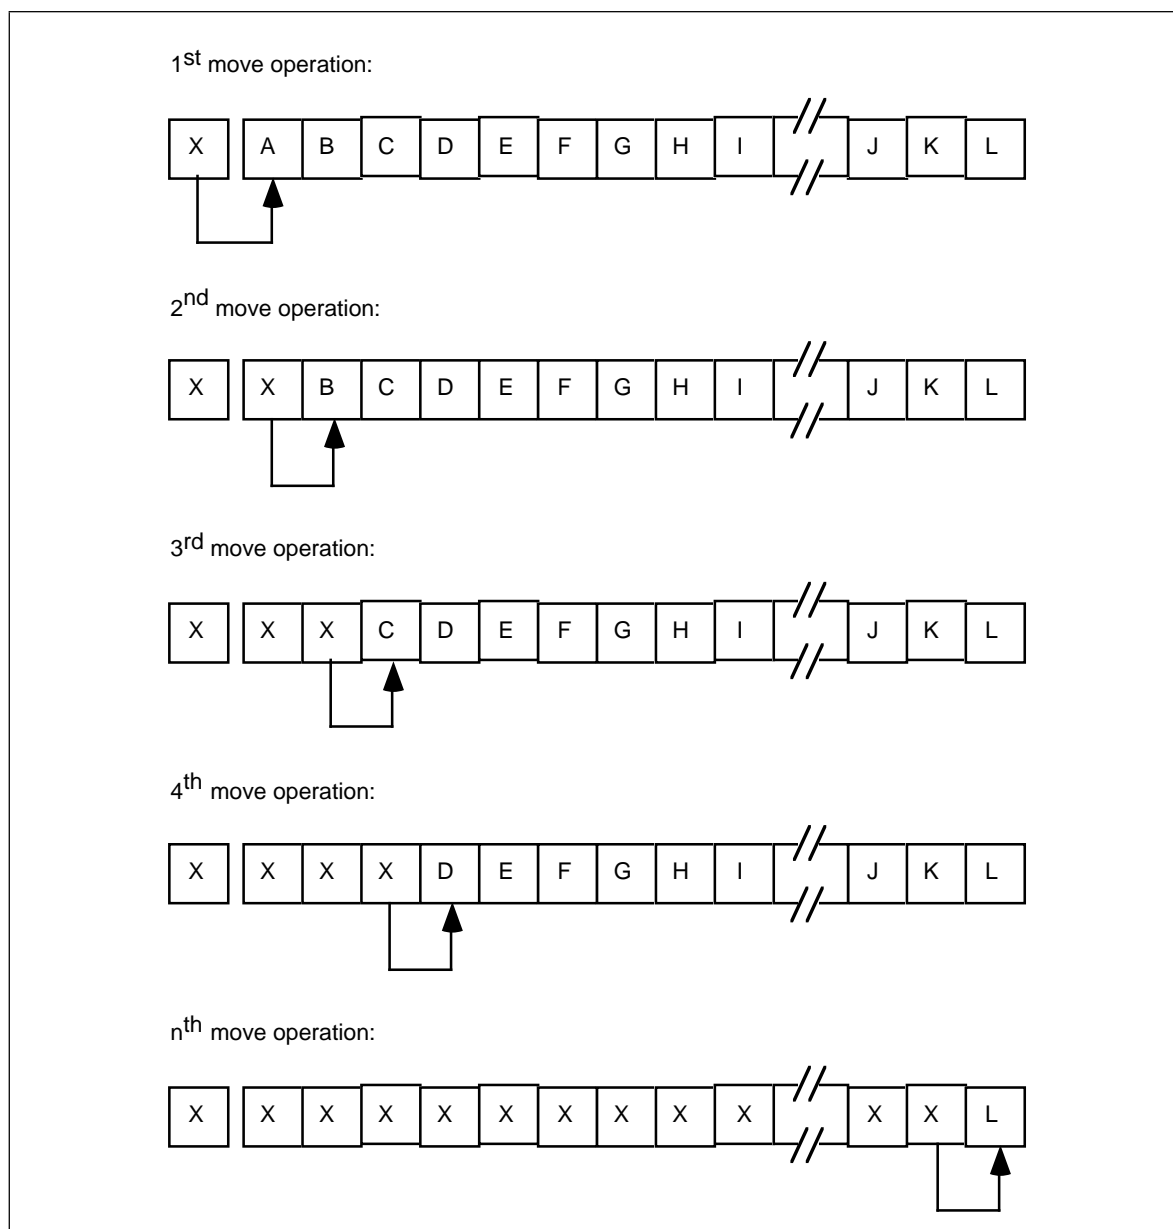 1st move operation:
X A B C D E F G H I J K L
2nd move operation:
X X B C D E F G H I J K L
3rd move operation:
X X X C D E F G H I J K L
4th move operation:
X X X X D E F G H I J K L
nth move operation:
X X X X X X X X X X X X L